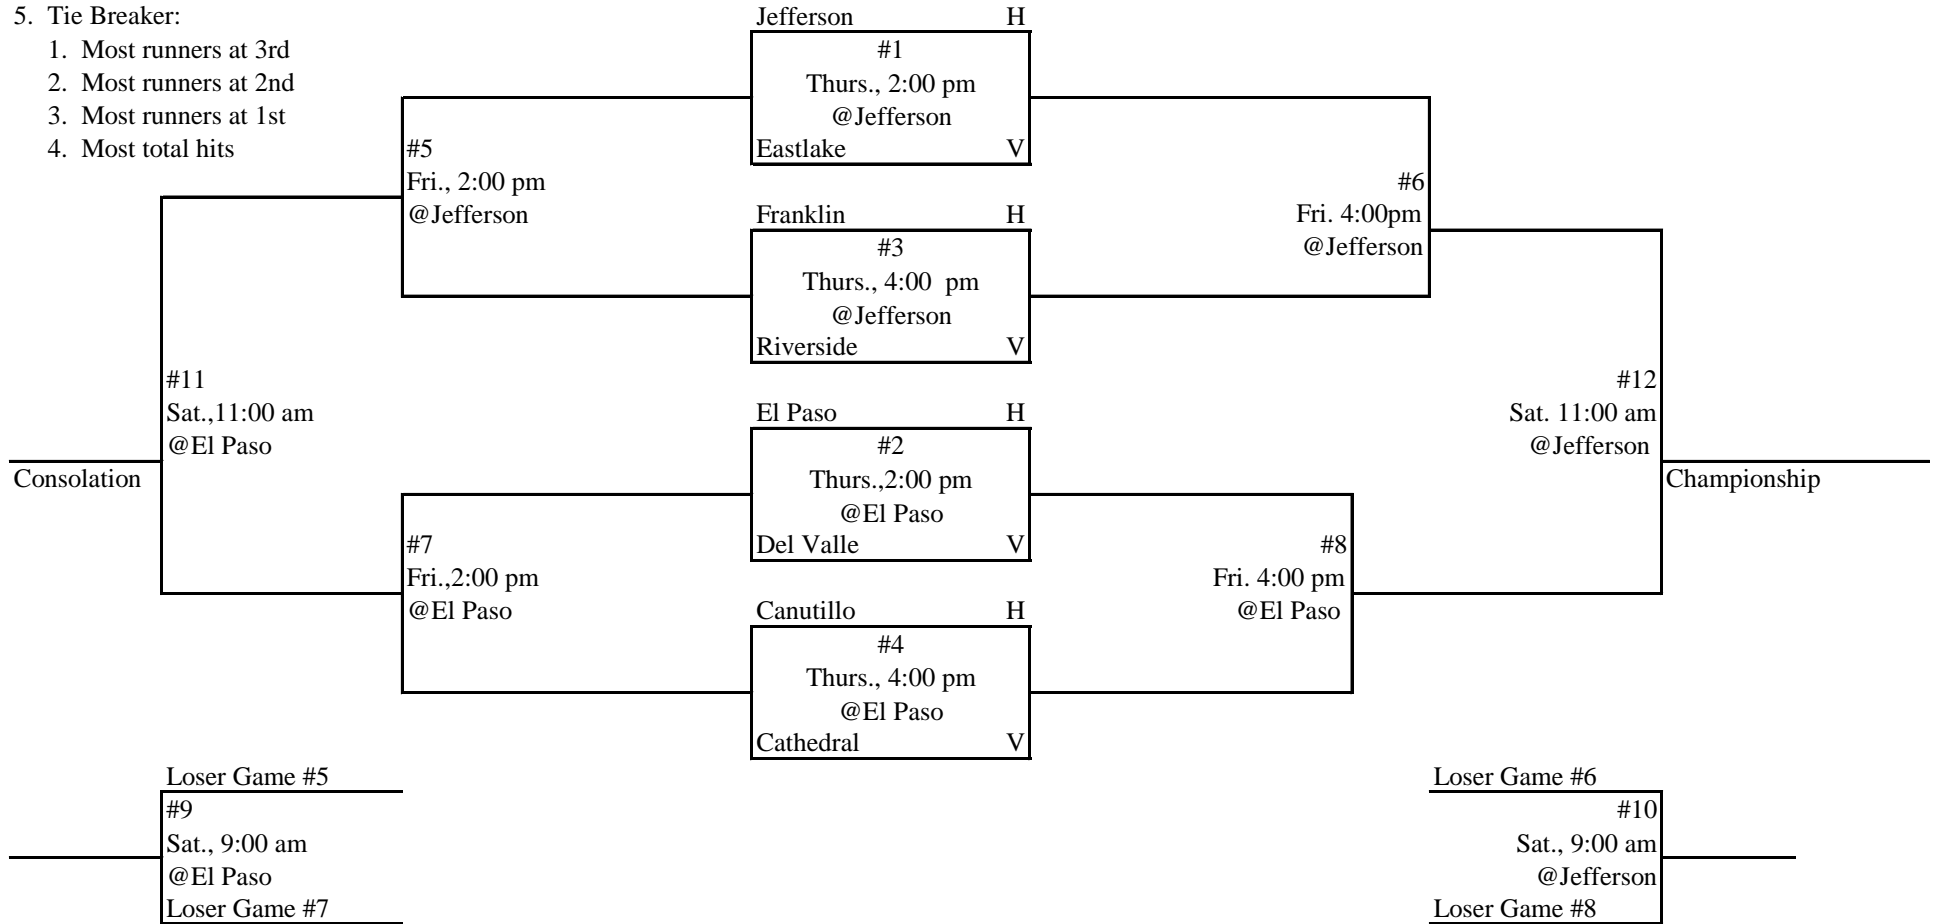 5. Tie Breaker:
1. Most runners at 3rd
2. Most runners at 2nd
3. Most runners at 1st
4. Most total hits
Jefferson H
#1
Thurs., 2:00 pm
@Jefferson
Eastlake V
#5
Fri., 2:00 pm
@Jefferson
#6
Fri. 4:00pm
@Jefferson
Franklin H
#3
Thurs., 4:00 pm
@Jefferson
Riverside V
#11
Sat.,11:00 am
@El Paso
Consolation
#12
Sat. 11:00 am
@Jefferson
Championship
El Paso H
#2
Thurs.,2:00 pm
@El Paso
Del Valle V
#7
Fri.,2:00 pm
@El Paso
#8
Fri. 4:00 pm
@El Paso
Canutillo H
#4
Thurs., 4:00 pm
@El Paso
Cathedral V
Loser Game #5
#9
Sat., 9:00 am
@El Paso
Loser Game #7
Loser Game #6
#10
Sat., 9:00 am
@Jefferson
Loser Game #8